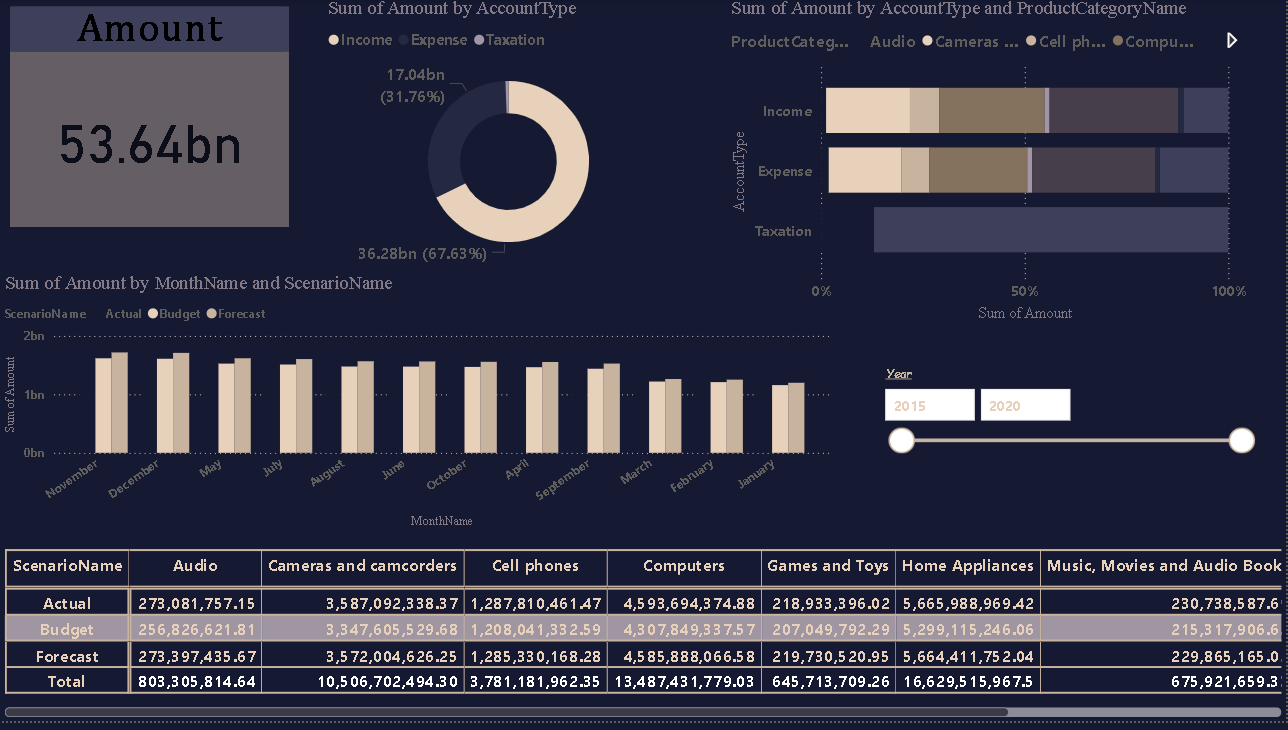 Amount
53.64bn
Sum of Amount by AccountType
Income Expense Taxation
17.04bn
(31.76%)
36.28bn (67.63%)
Sum of Amount by AccountType and ProductCategoryName
ProductCateg... Audio Cameras ... Cell ph... Compu...
AccountType
Income
Expense
Taxation
0% 50% 100%
Sum of Amount
Sum of Amount by MonthName and ScenarioName
ScenarioName Actual Budget Forecast
Sum of Amount
2bn
1bn
0bn
November December May July August June October April September March February January
MonthName
Year
2015 2020
ScenarioName Audio Cameras and camcorders Cell phones Computers Games and Toys Home Appliances Music, Movies and Audio Book
Actual 273,081,757.15 3,587,092,338.37 1,287,810,461.47 4,593,694,374.88 218,933,396.02 5,665,988,969.42 230,738,587.6
Budget 256,826,621.81 3,347,605,529.68 1,208,041,332.59 4,307,849,337.57 207,049,792.29 5,299,115,246.06 215,317,906.6
Forecast 273,397,435.67 3,572,004,626.25 1,285,330,168.28 4,585,888,066.58 219,730,520.95 5,664,411,752.04 229,865,165.0
Total 803,305,814.64 10,506,702,494.30 3,781,181,962.35 13,487,431,779.03 645,713,709.26 16,629,515,967.5 675,921,659.3